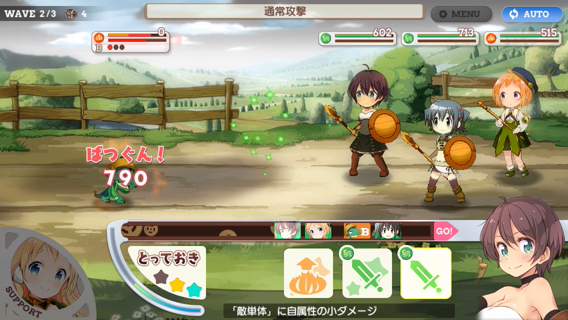 WAVE 2/3
4
通常攻撃
MENU
AUTO
0
B
602
713
515
ばつぐん!
790
B
GO!
とっておき
SUPPORT
「敵単体」に自属性の小ダメージ